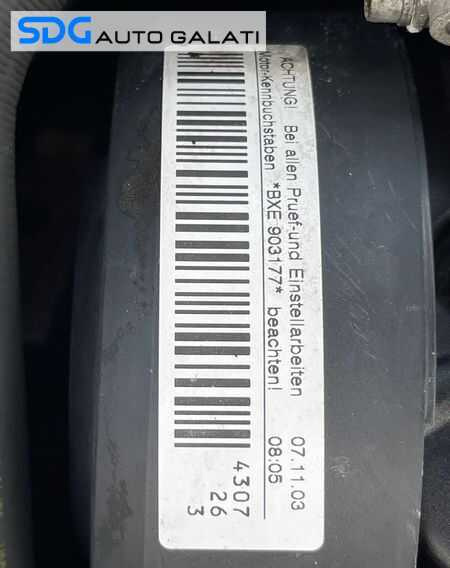 SDG AUTO GALATI
ACHTUNG! Bei allen Pruef-und Einstellarbeiten 07.11.03
Motor-Kennbuchstaben *BXE 903177* beachten! 08:05
4307
26
3